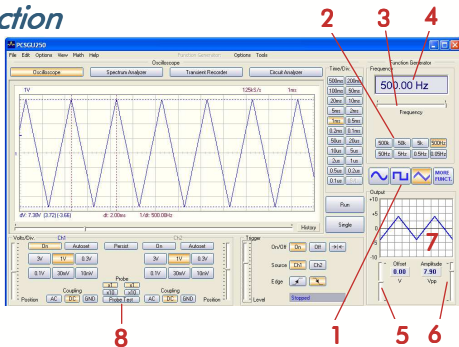 ction
2
3
4
PCSGU250
File Edit Options View Math Help Function Generator Options Tools
Oscilloscope
Oscilloscope Spectrum Analyzer Transient Recorder Circuit Analyzer
1V 125kS/s 1ms
dV: 7.38V (3.72) (-3.66) dt: 2.00ms 1/dt: 500.00Hz
History
Time/Div.
500ms 200ms
100ms 50ms
20ms 10ms
5ms 2ms
1ms 0.5ms
0.2ms 0.1ms
50us 20us
10us 5us
2us 1us
0.5us 0.2us
0.1us
Run
Single
Function Generator
Frequency
500.00 Hz
Frequency
500k 50k 5k 500Hz
50Hz 5Hz 0.5Hz 0.05Hz
MORE FUNCT.
Output
+10
+5
0
-5
-10
7
Offset Amplitude
0.00 7.90
V Vpp
Volts/Div. Ch1 Ch2
On Autoset Persist On Autoset
3V 1V 0.3V 3V 1V 0.3V
0.1V 30mV 10mV 0.1V 30mV 10mV
Coupling Probe Coupling
x1 x1
x10 x10
Position AC DC GND Probe Test AC DC GND Position
Trigger
On/Off On Off
Source Ch1 Ch2
Edge
Level Stopped
8
1
5
6